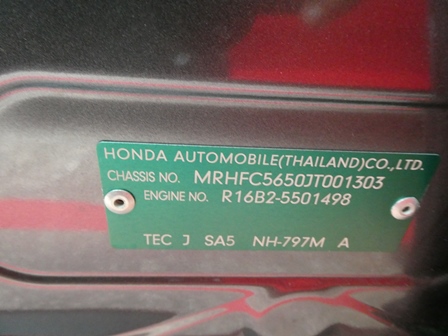 HONDA AUTOMOBILE(THAILAND)CO.,LTD.
CHASSIS NO. MRHFC5650JT001303
ENGINE NO. R16B2-5501498
TEC J SA5 NH-797M A